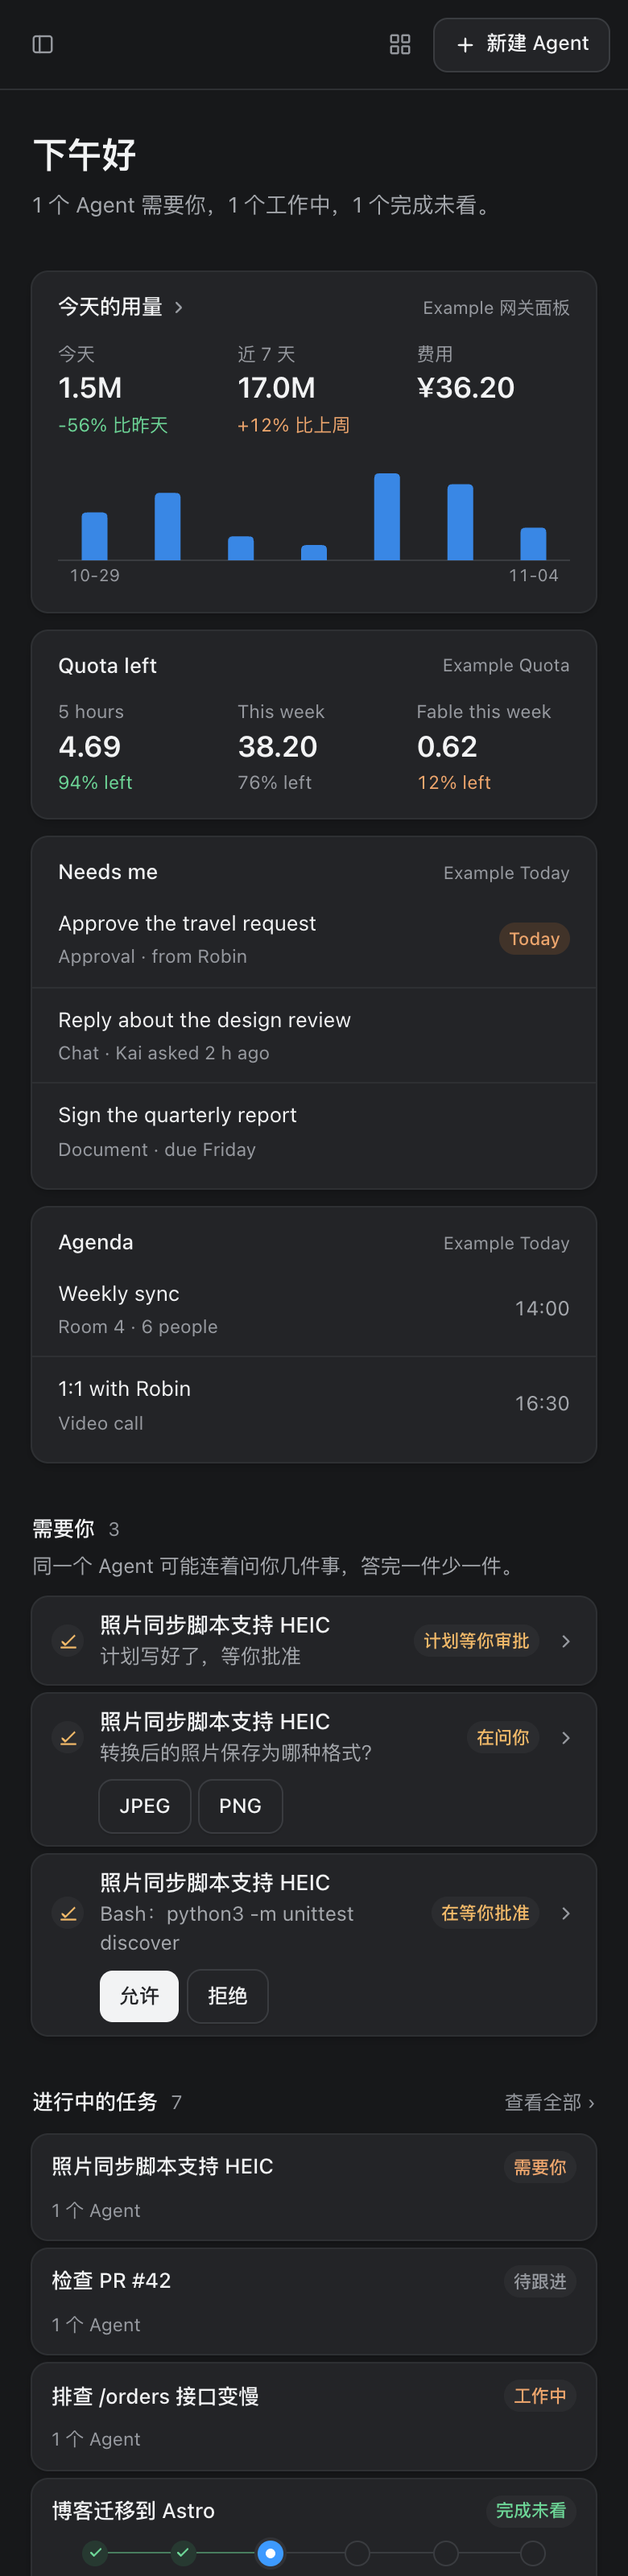 新建 Agent
下午好
1 个 Agent 需要你，1 个工作中，1 个完成未看。
今天的用量
Example 网关面板
今天
近 7 天
费用
1.5M
17.0M
¥36.20
-56% 比昨天
+12% 比上周
10-29
11-04
Quota left
Example Quota
5 hours
This week
Fable this week
4.69
38.20
0.62
94% left
76% left
12% left
Needs me
Example Today
Approve the travel request
Approval · from Robin
Today
Reply about the design review
Chat · Kai asked 2 h ago
Sign the quarterly report
Document · due Friday
Agenda
Example Today
Weekly sync
Room 4 · 6 people
14:00
1:1 with Robin
Video call
16:30
需要你 3
同一个 Agent 可能连着问你几件事，答完一件少一件。
照片同步脚本支持 HEIC
计划写好了，等你批准
计划等你审批
照片同步脚本支持 HEIC
转换后的照片保存为哪种格式？
在问你
JPEG
PNG
照片同步脚本支持 HEIC
Bash：python3 -m unittest
discover
在等你批准
允许
拒绝
进行中的任务 7
查看全部 ›
照片同步脚本支持 HEIC
需要你
1 个 Agent
检查 PR #42
待跟进
1 个 Agent
排查 /orders 接口变慢
工作中
1 个 Agent
博客迁移到 Astro
完成未看